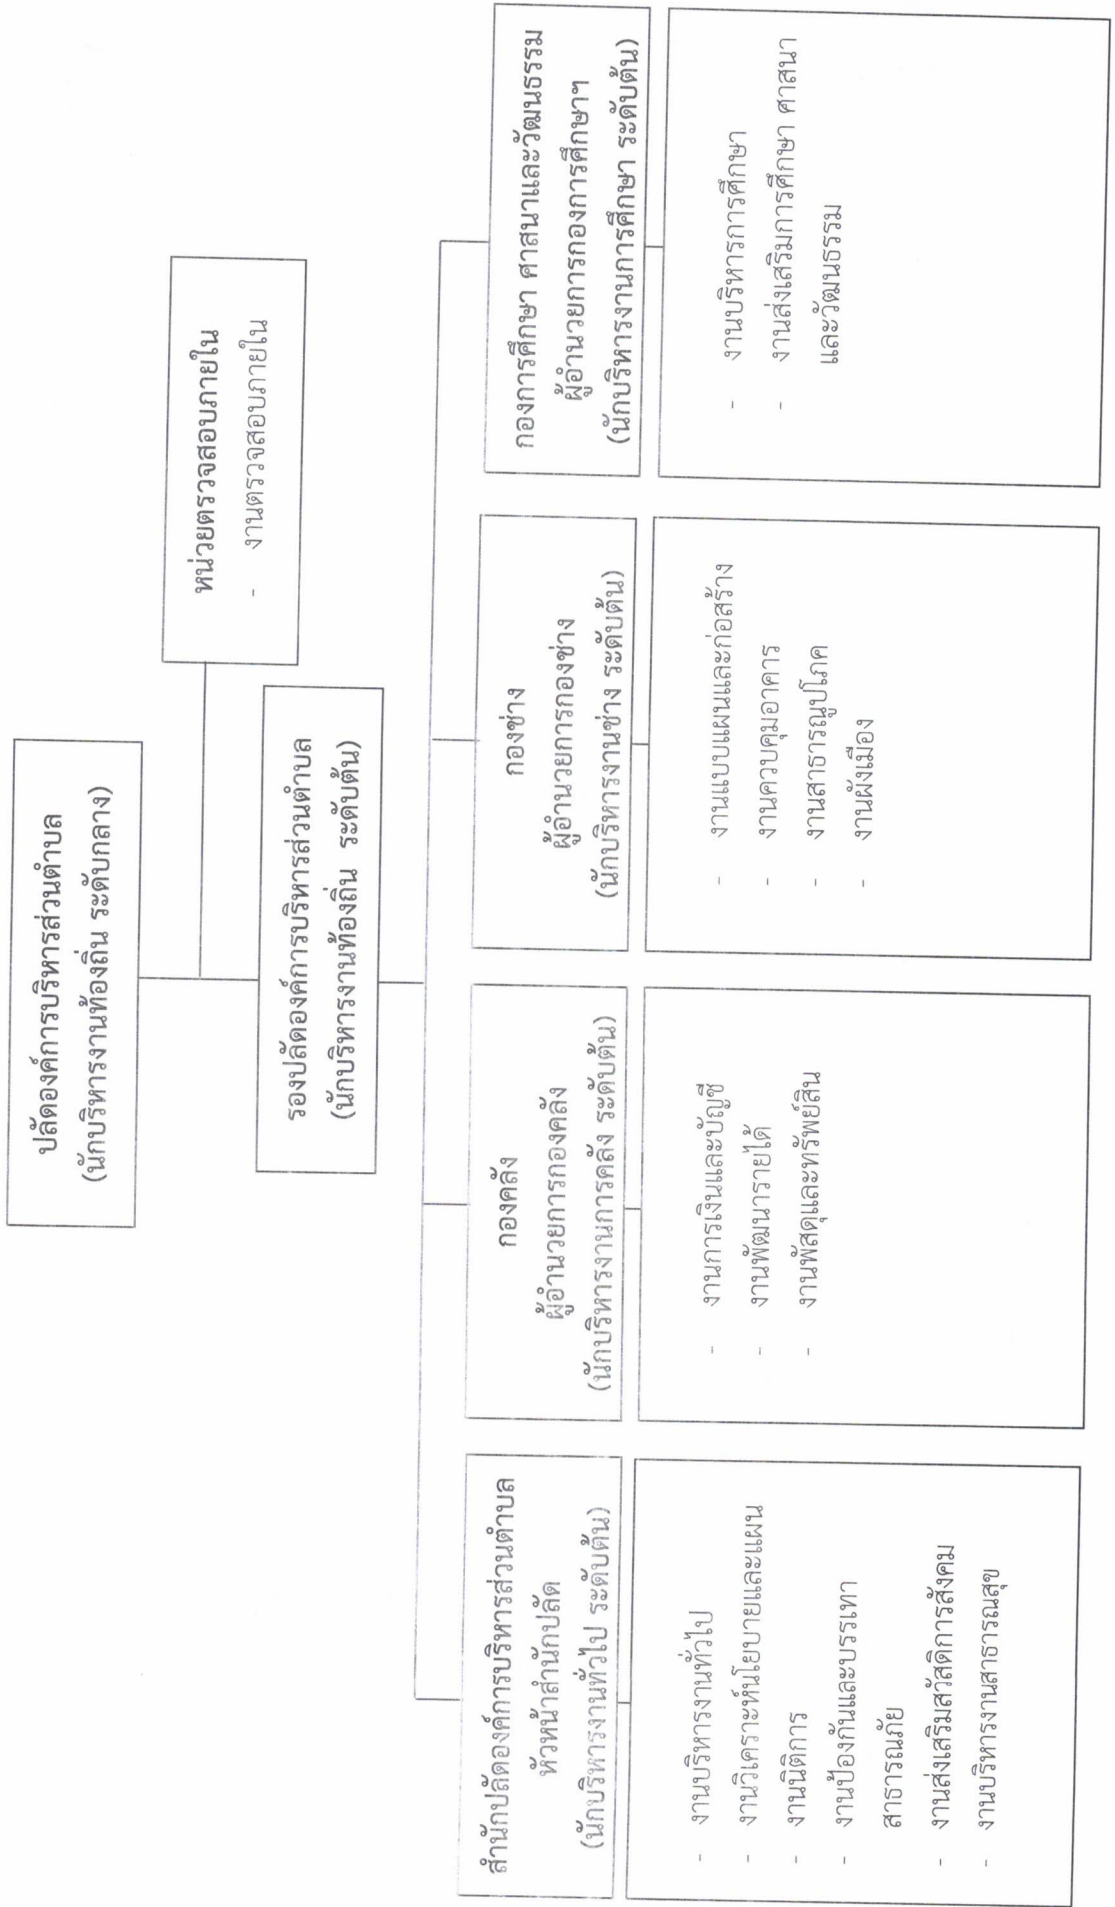 ปลัดองค์การบริหารส่วนตำบล
(นักบริหารงานท้องถิ่น ระดับกลาง)
หน่วยตรวจสอบภายใน
- งานตรวจสอบภายใน
รองปลัดองค์การบริหารส่วนตำบล
(นักบริหารงานท้องถิ่น ระดับต้น)
สำนักปลัดองค์การบริหารส่วนตำบล
หัวหน้าสำนักปลัด
(นักบริหารงานทั่วไป ระดับต้น)
- งานบริหารงานทั่วไป
- งานวิเคราะห์นโยบายและแผน
- งานนิติการ
- งานป้องกันและบรรเทา
สาธารณภัย
- งานส่งเสริมสวัสดิการสังคม
- งานบริหารงานสาธารณสุข
กองคลัง
ผู้อำนวยการกองคลัง
(นักบริหารงานการคลัง ระดับต้น)
- งานการเงินและบัญชี
- งานพัฒนารายได้
- งานพัสดุและทรัพย์สิน
กองช่าง
ผู้อำนวยการกองช่าง
(นักบริหารงานช่าง ระดับต้น)
- งานแบบแผนและก่อสร้าง
- งานควบคุมอาคาร
- งานสาธารณูปโภค
- งานผังเมือง
กองการศึกษา ศาสนาและวัฒนธรรม
ผู้อำนวยการกองการศึกษาฯ
(นักบริหารงานการศึกษา ระดับต้น)
- งานบริหารการศึกษา
- งานส่งเสริมการศึกษา ศาสนา
และวัฒนธรรม